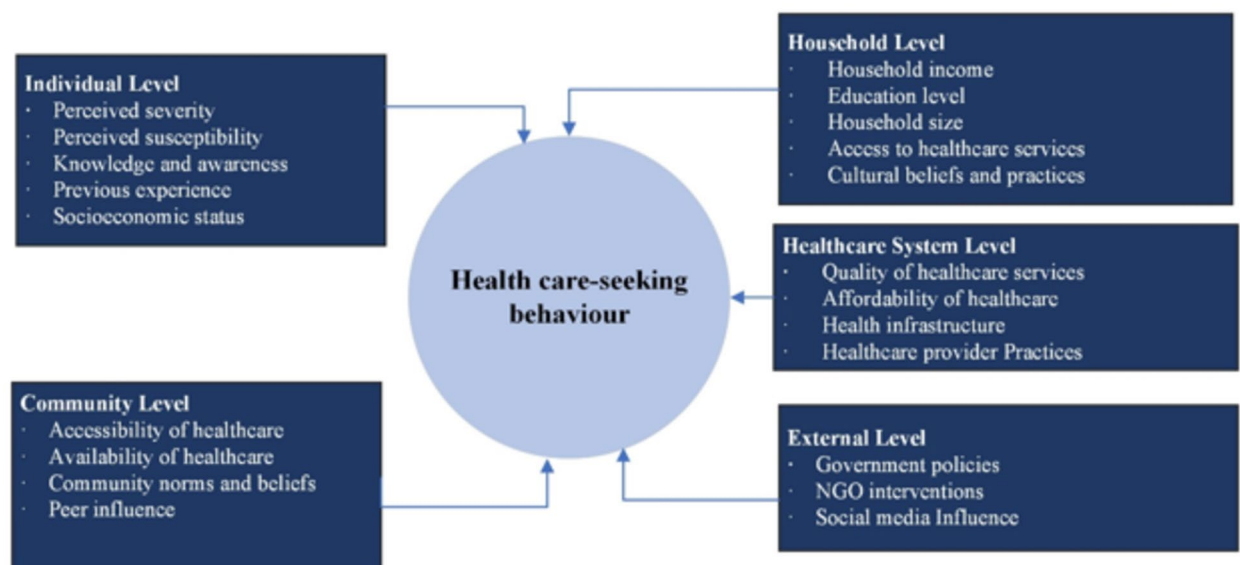 Individual Level
· Perceived severity
· Perceived susceptibility
· Knowledge and awareness
· Previous experience
· Socioeconomic status
Household Level
· Household income
· Education level
· Household size
· Access to healthcare services
· Cultural beliefs and practices
Health care-seeking
behaviour
Healthcare System Level
· Quality of healthcare services
· Affordability of healthcare
· Health infrastructure
· Healthcare provider Practices
Community Level
· Accessibility of healthcare
· Availability of healthcare
· Community norms and beliefs
· Peer influence
External Level
· Government policies
· NGO interventions
· Social media Influence